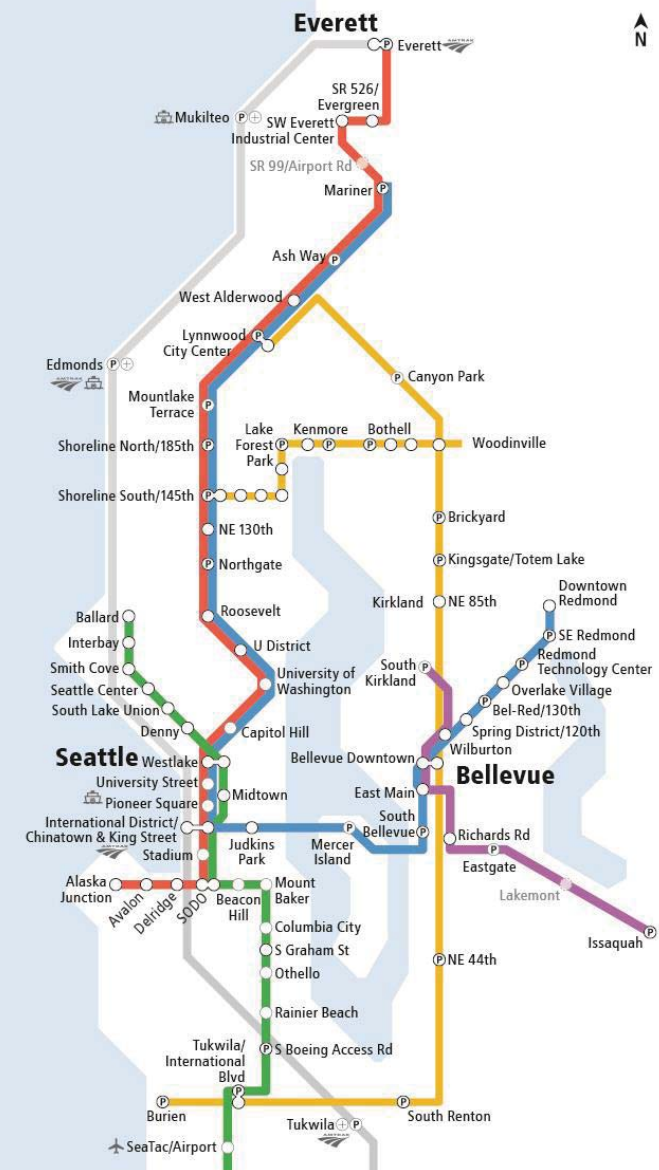 Everett
N
Everett AMTRAK
SR 526/
Evergreen
P Mukilteo
SW Everett
Industrial Center
SR 99/Airport Rd
Mariner P
Ash Way P
West Alderwood
Lynnwood P
City Center
Edmonds P
AMTRAK
P Canyon Park
Mountlake
Terrace P
Lake
Forest
Park
Kenmore
Bothell
Woodinville
Shoreline North/185th P
Shoreline South/145th P
P Brickyard
NE 130th
P Northgate
P Kingsgate/Totem Lake
Kirkland
NE 85th
Downtown
Redmond
Ballard
Roosevelt
Interbay
U District
P SE Redmond
Redmond
Technology Center
Smith Cove
Seattle Center
South Lake Union
Denny
University of
Washington
South
Kirkland P
Overlake Village
Bel-Red/130th
Spring District/120th
Wilburton
Capitol Hill
Seattle
Westlake
Bellevue Downtown
Bellevue
University Street
Pioneer Square
Midtown
East Main
International District/
Chinatown & King Street
AMTRAK
Judkins
Park
Mercer
Island
South
Bellevue P
Richards Rd
Eastgate
Stadium
Alaska
Junction
Avalon
Delridge
SODO
Beacon
Hill
Mount
Baker
Lakemont
Issaquah P
Columbia City
S Graham St
Othello
NE 44th
Rainier Beach
Tukwila/
International
Blvd
P S Boeing Access Rd
Burien
South Renton
Tukwila P
AMTRAK
SeaTac/Airport